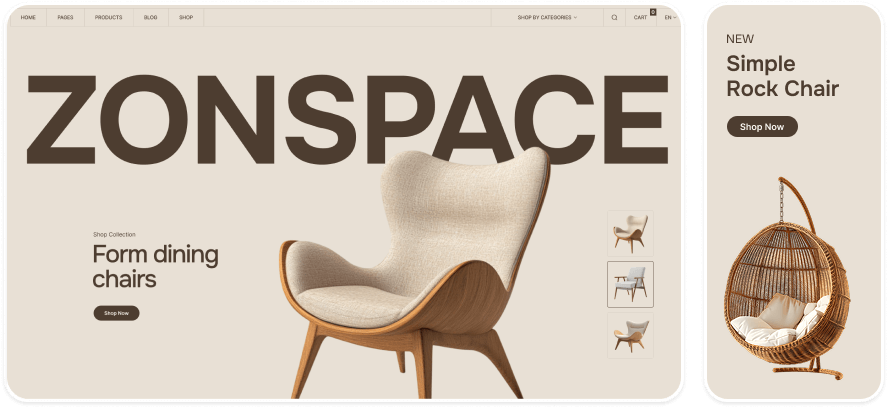 HOME PAGES PRODUCTS BLOG SHOP SHOP BY CATEGORIES CART 0 EN
ZONSPACE
Shop Collection
Form dining
chairs
Shop Now
NEW
Simple
Rock Chair
Shop Now